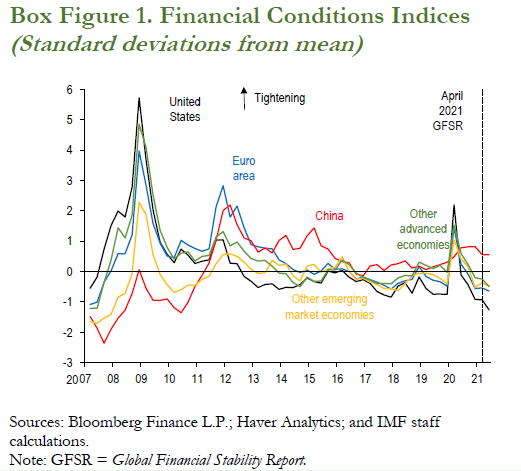 Box Figure 1. Financial Conditions Indices
(Standard deviations from mean)
6
5
4
3
2
1
0
-1
-2
-3
United
States
Tightening
April
2021
GFSR
Euro
area
China
Other
advanced
economies
Other emerging
market economies
2007 08 09 10 11 12 13 14 15 16 17 18 19 20 21
Sources: Bloomberg Finance L.P.; Haver Analytics; and IMF staff
calculations.
Note: GFSR = Global Financial Stability Report.